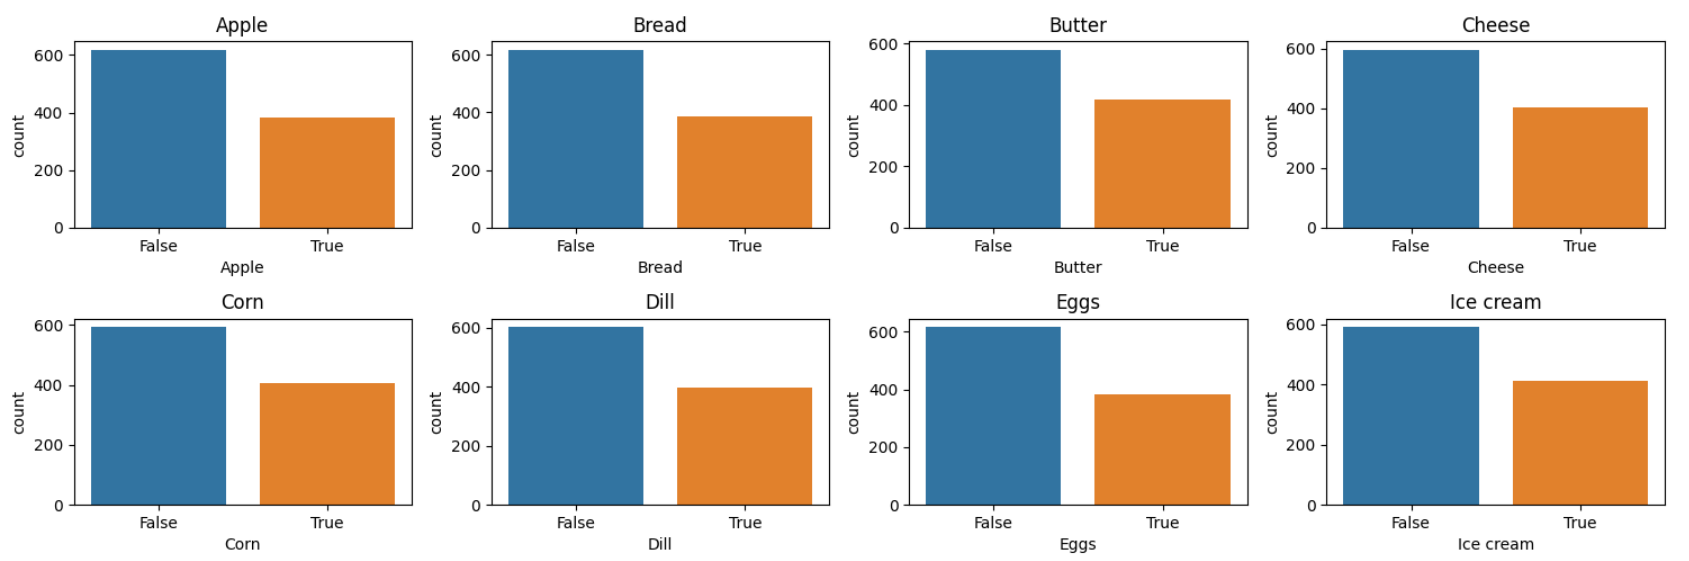 Apple Bread Butter Cheese
600 600 600 600
400 400 400 400
200 200 200 200
0 0 0 0
count count count count
False True False True False True False True
Apple Bread Butter Cheese
Corn Dill Eggs Ice cream
600 600 600 600
400 400 400 400
200 200 200 200
0 0 0 0
count count count count
False True False True False True False True
Corn Dill Eggs Ice cream